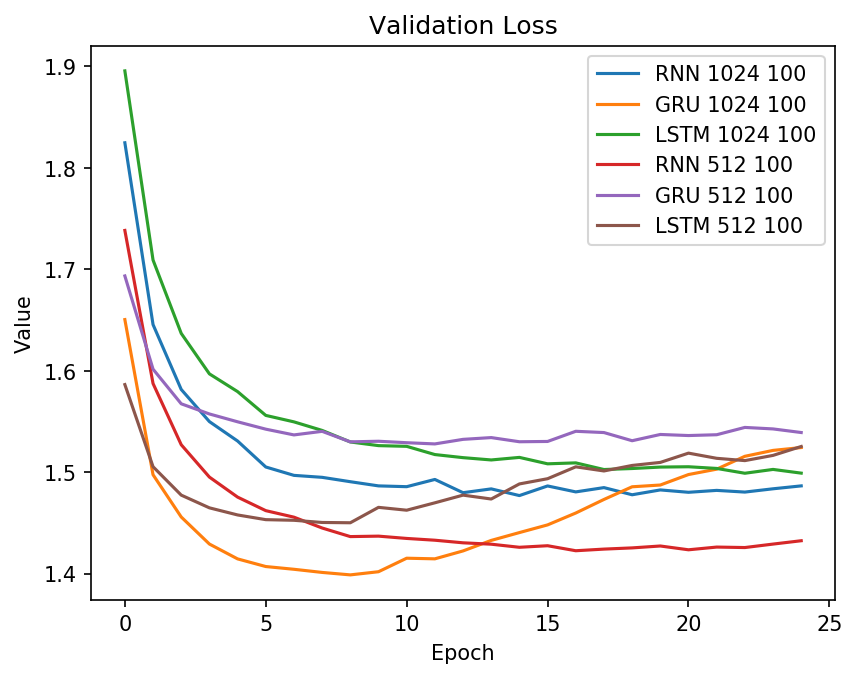 Validation Loss
1.9
1.8
1.7
1.6
1.5
1.4
Value
RNN 1024 100
GRU 1024 100
LSTM 1024 100
RNN 512 100
GRU 512 100
LSTM 512 100
0 5 10 15 20 25
Epoch